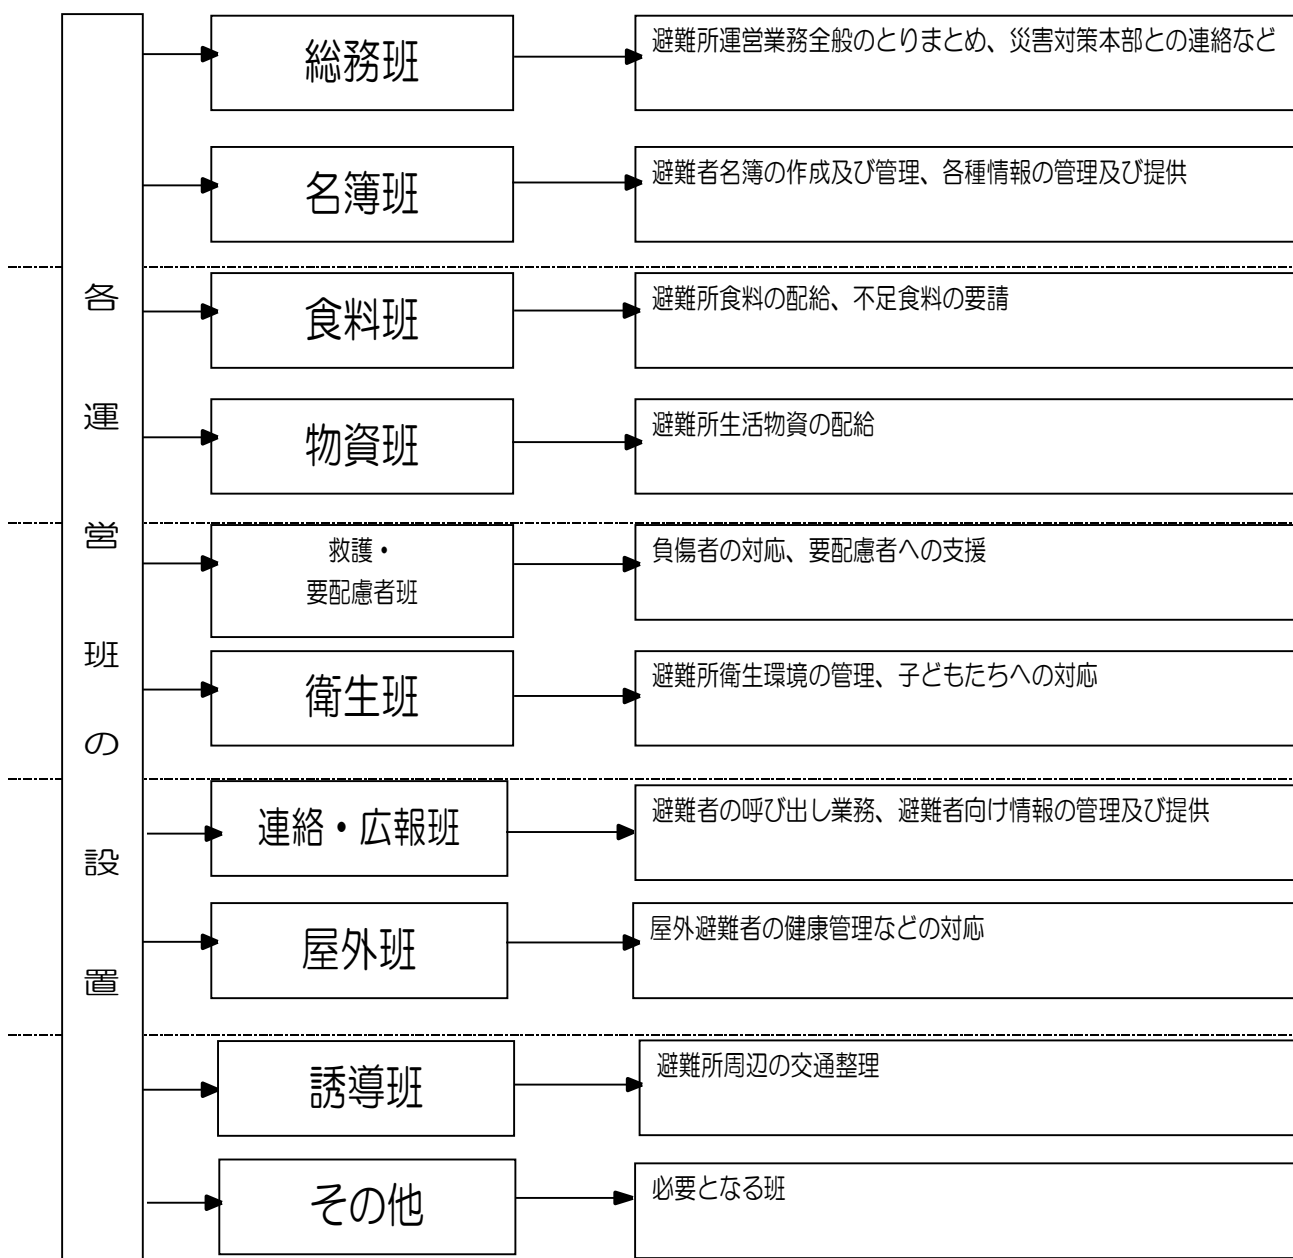 各運営班の設置
総務班
避難所運営業務全般のとりまとめ、災害対策本部との連絡など
名簿班
避難者名簿の作成及び管理、各種情報の管理及び提供
食料班
避難所食料の配給、不足食料の要請
物資班
避難所生活物資の配給
救護・
要配慮者班
負傷者の対応、要配慮者への支援
衛生班
避難所衛生環境の管理、子どもたちへの対応
連絡・広報班
避難者の呼び出し業務、避難者向け情報の管理及び提供
屋外班
屋外避難者の健康管理などの対応
誘導班
避難所周辺の交通整理
その他
必要となる班